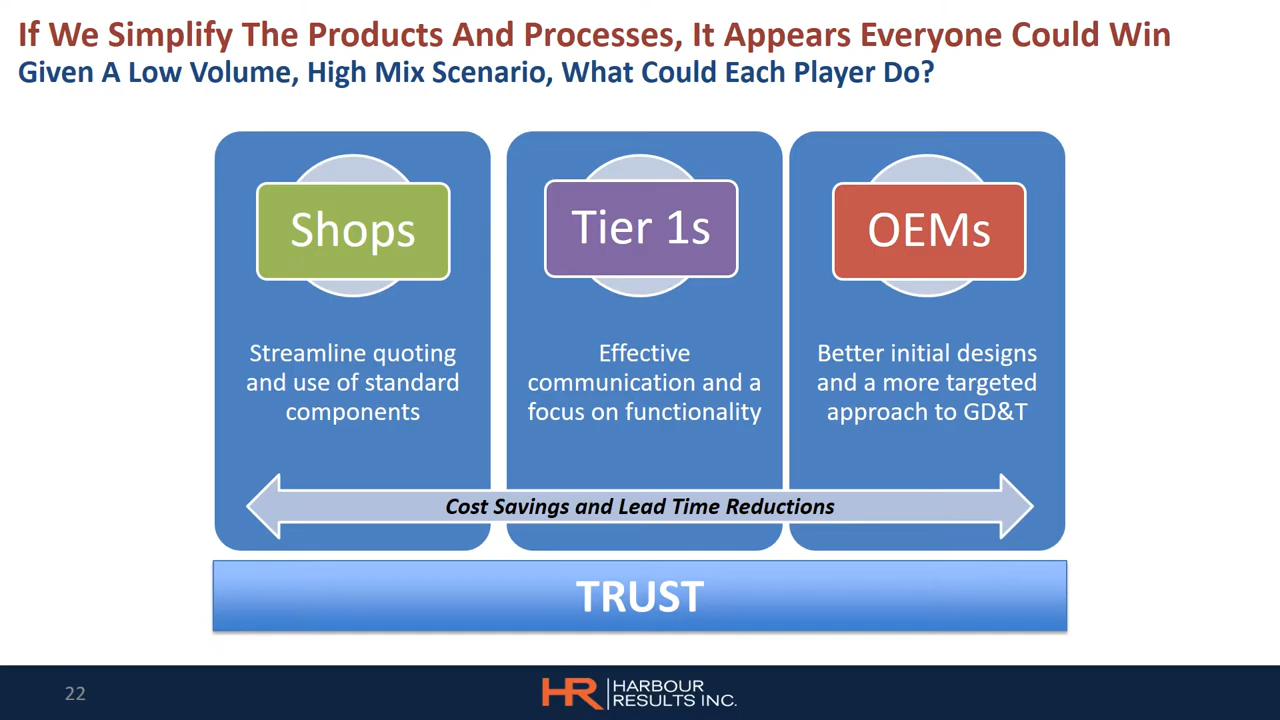 If We Simplify The Products And Processes, It Appears Everyone Could Win
Given A Low Volume, High Mix Scenario, What Could Each Player Do?
Shops
Streamline quoting
and use of standard
components
Tier 1s
Effective
communication and a
focus on functionality
OEMs
Better initial designs
and a more targeted
approach to GD&T
Cost Savings and Lead Time Reductions
TRUST
22
HR
HARBOUR
RESULTS INC.